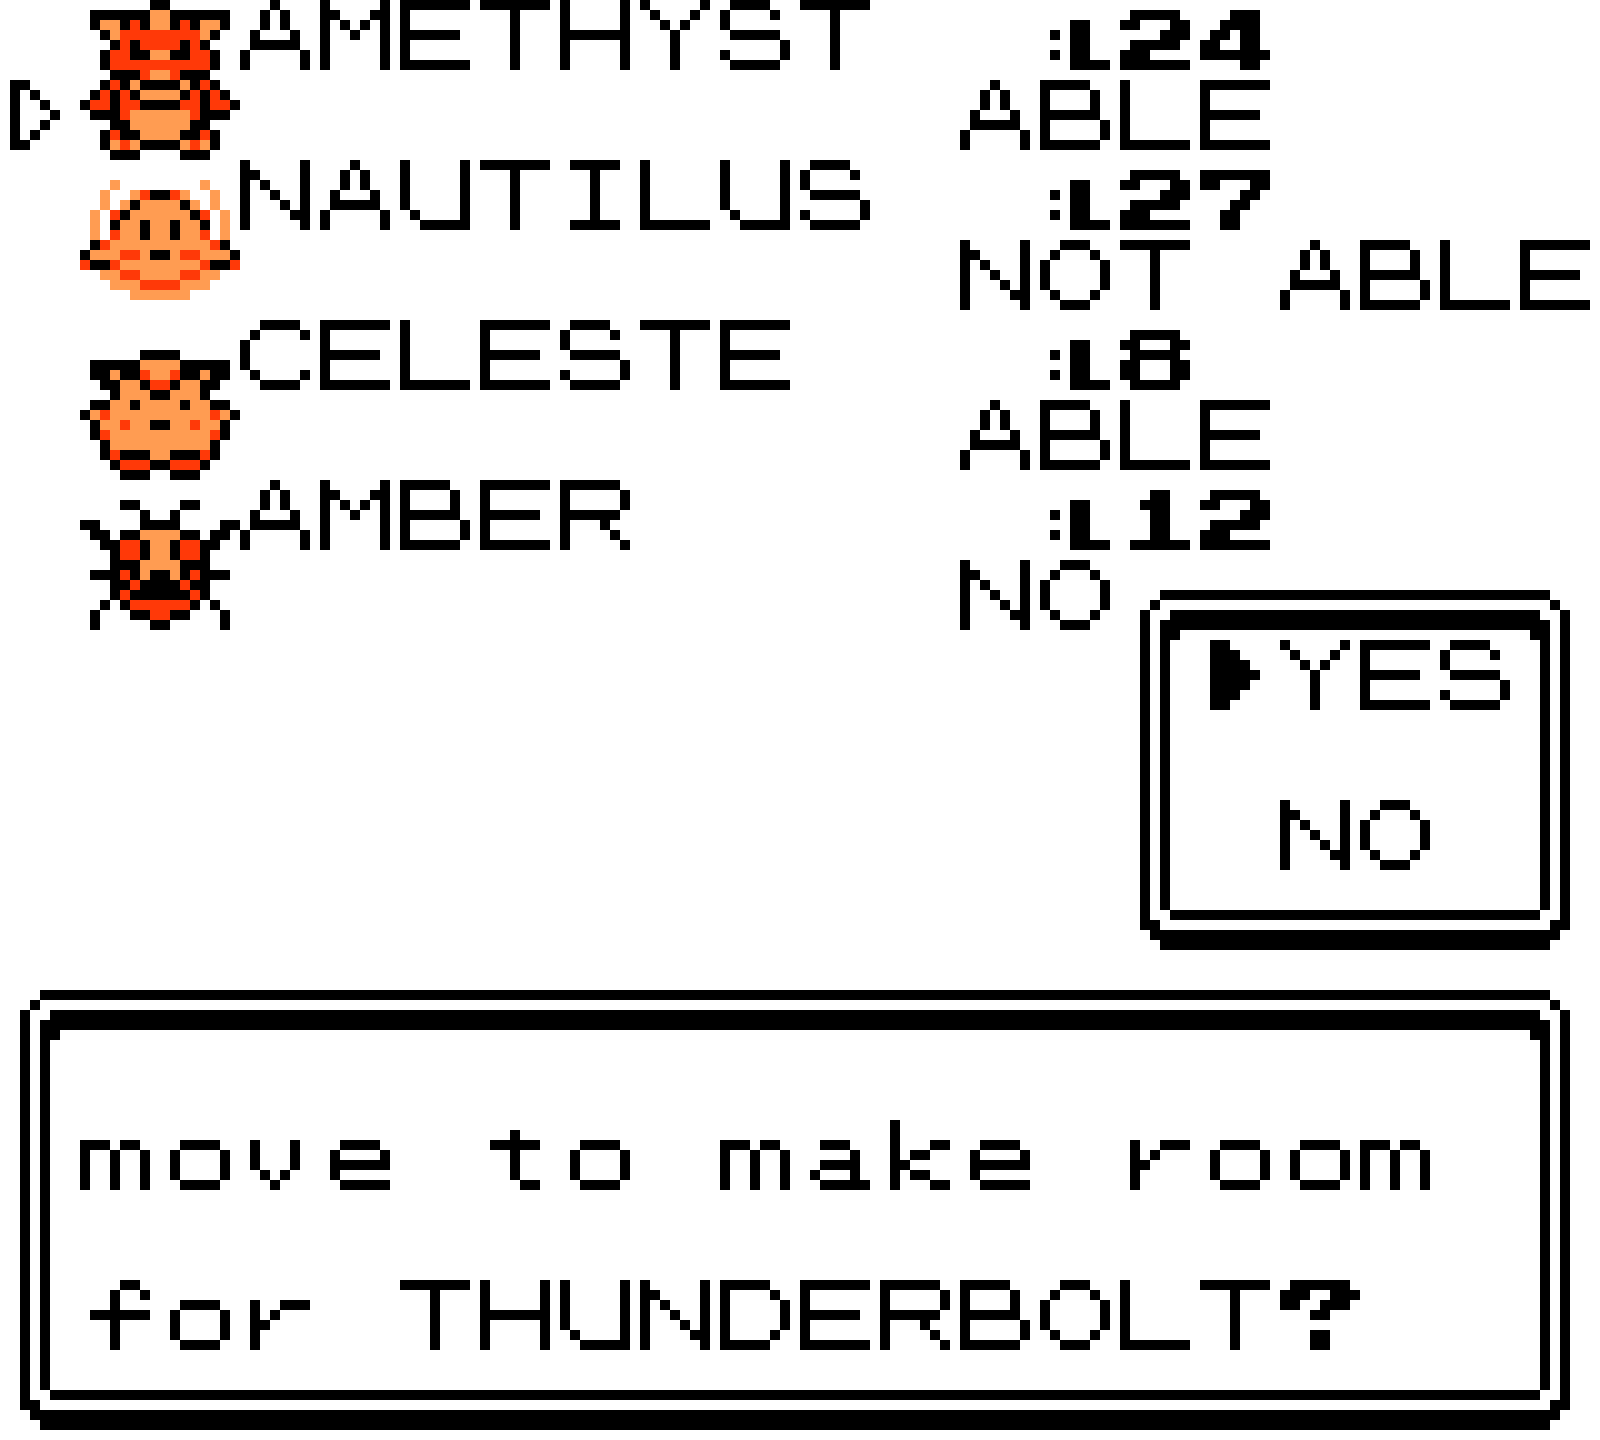 AMETHYST :L24
ABLE
NAUTILUS :L27
NOT ABLE
CELESTE :L8
ABLE
AMBER :L12
NO
YES
NO
move to make room
for THUNDERBOLT?